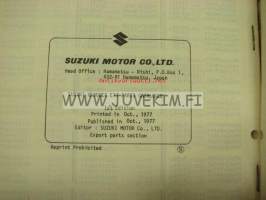 SUZUKI MOTOR CO., LTD.
Head Office : Hamamatsu - Nishi, P.O.Box 1,
432-91 Hamamatsu, Japan
WWW.JUVEKIM.FI
1st Edition
Printed in Oct., 1977
Published in Oct., 1977
Editor : SUZUKI MOTOR Co., LTD.
Export parts section
Reprint Prohibited